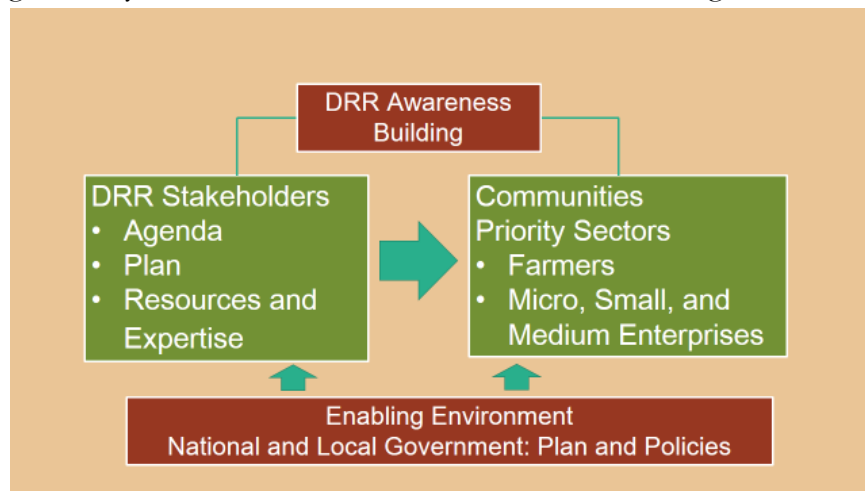 DRR Awareness
Building
DRR Stakeholders
• Agenda
• Plan
• Resources and
Expertise
Communities
Priority Sectors
• Farmers
• Micro, Small, and
Medium Enterprises
Enabling Environment
National and Local Government: Plan and Policies